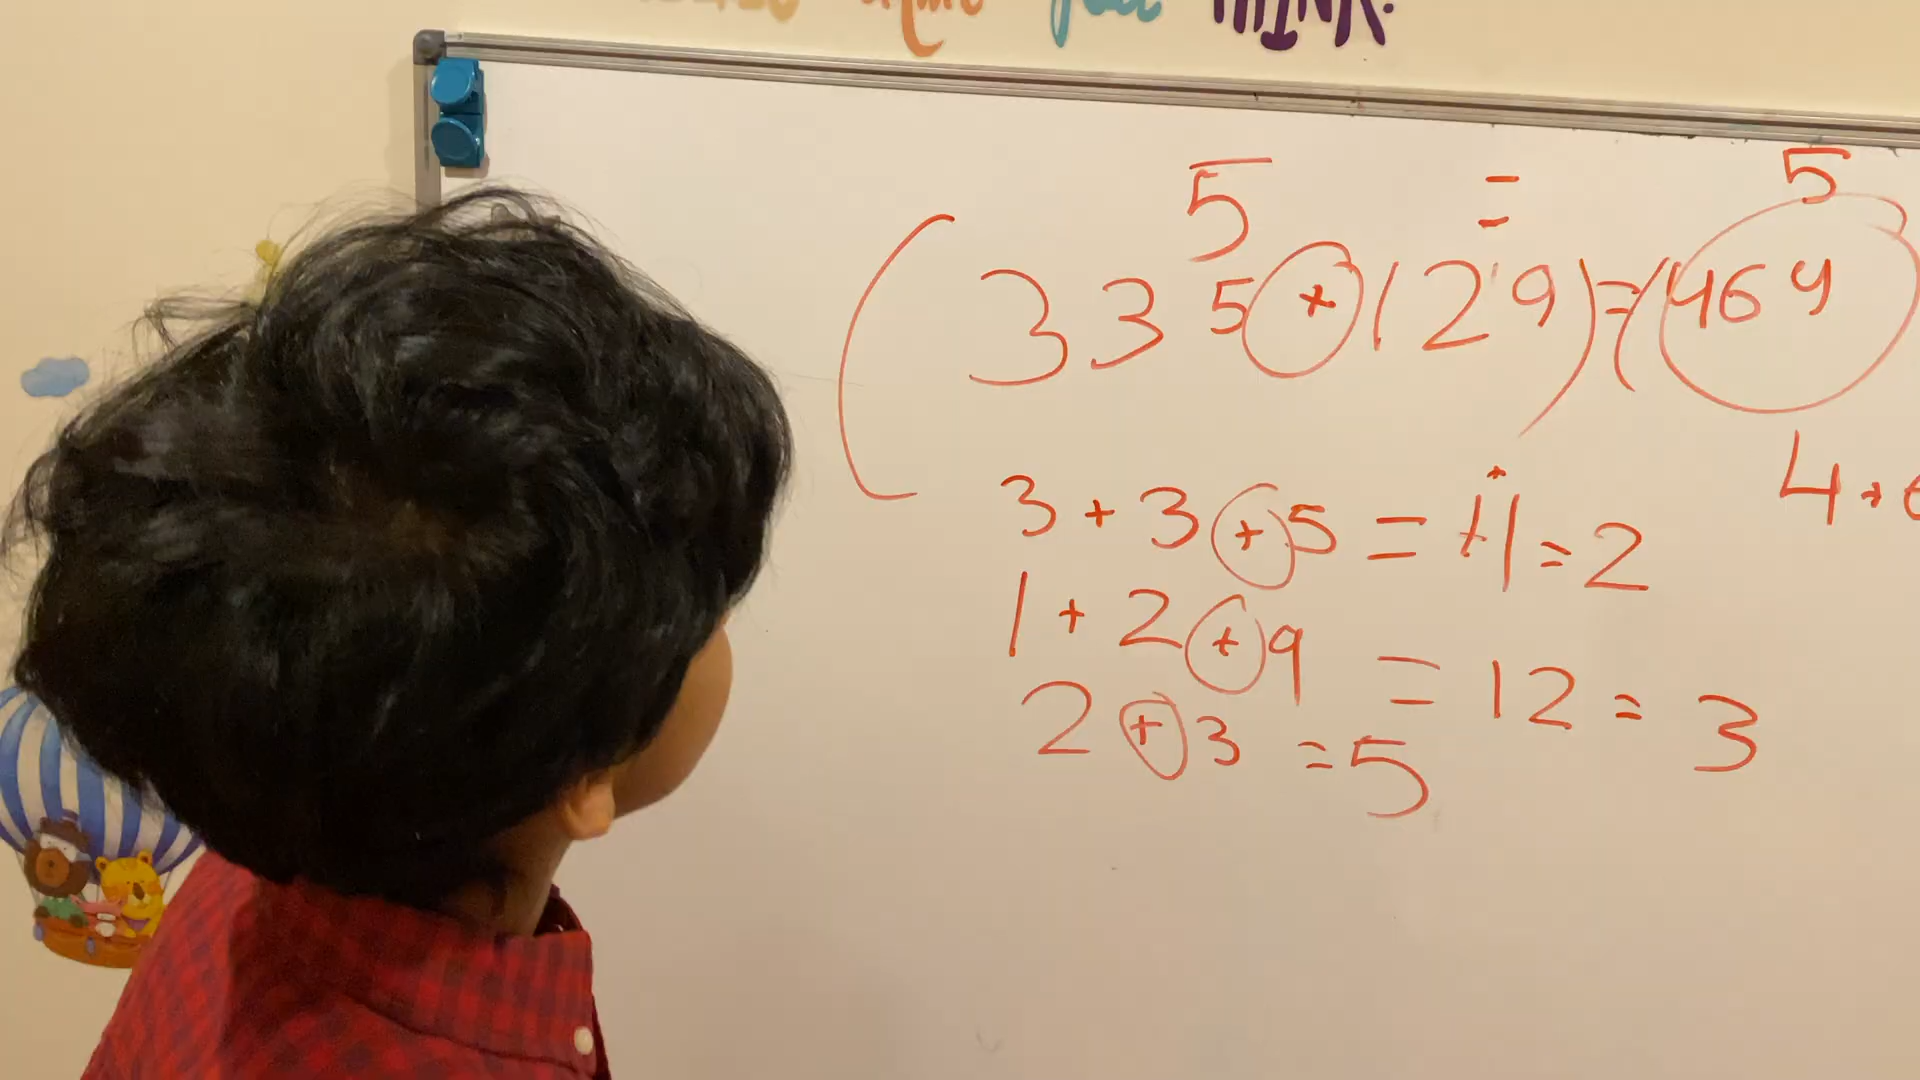 THINK.
5 = 5
(335+129)=(464
4+
3+3+5=11=2
1+2+9=12=3
2+3=5